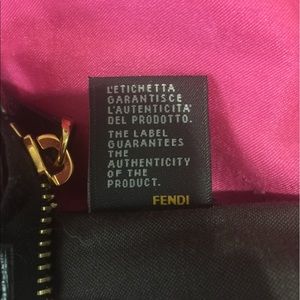 L'ETICHETTA
GARANTISCE
L'AUTENTICITA'
DEL PRODOTTO.
THE LABEL
GUARANTEES
THE
AUTHENTICITY
OF THE
PRODUCT.
FENDI